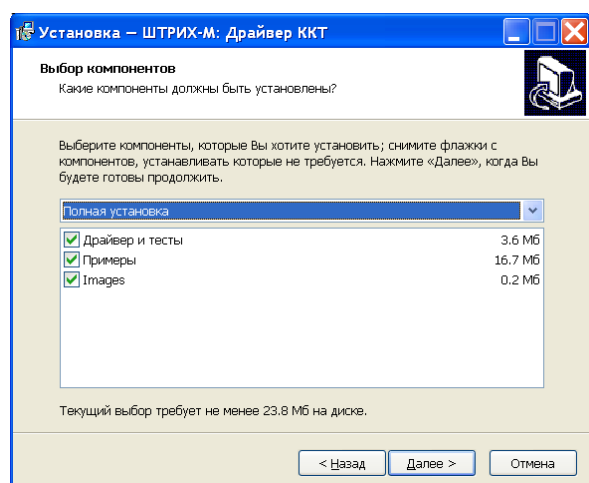 Установка — ШТРИХ-М: Драйвер ККТ
Выбор компонентов
Какие компоненты должны быть установлены?
Выберите компоненты, которые Вы хотите установить; снимите флажки с
компонентов, устанавливать которые не требуется. Нажмите «Далее», когда Вы
будете готовы продолжить.
Полная установка
Драйвер и тесты 3.6 Мб
Примеры 16.7 Мб
Images 0.2 Мб
Текущий выбор требует не менее 23.8 Мб на диске.
< Назад Далее > Отмена